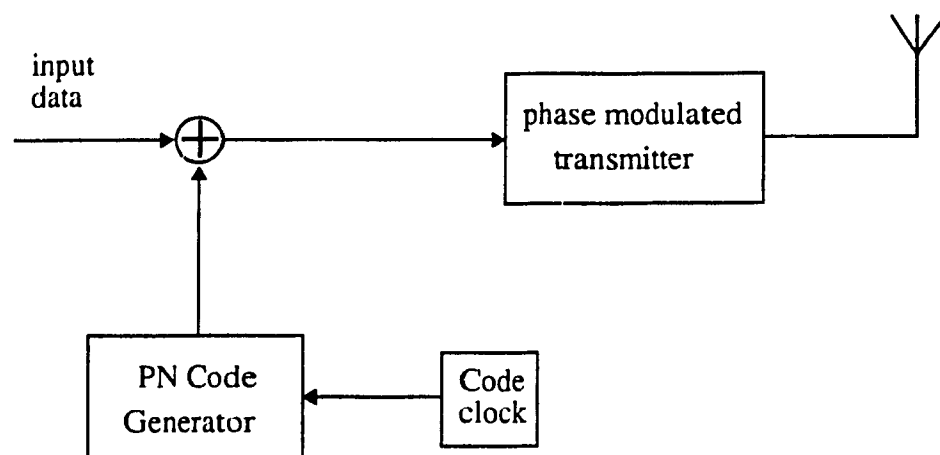 input
data
phase modulated
transmitter
PN Code
Generator
Code
clock